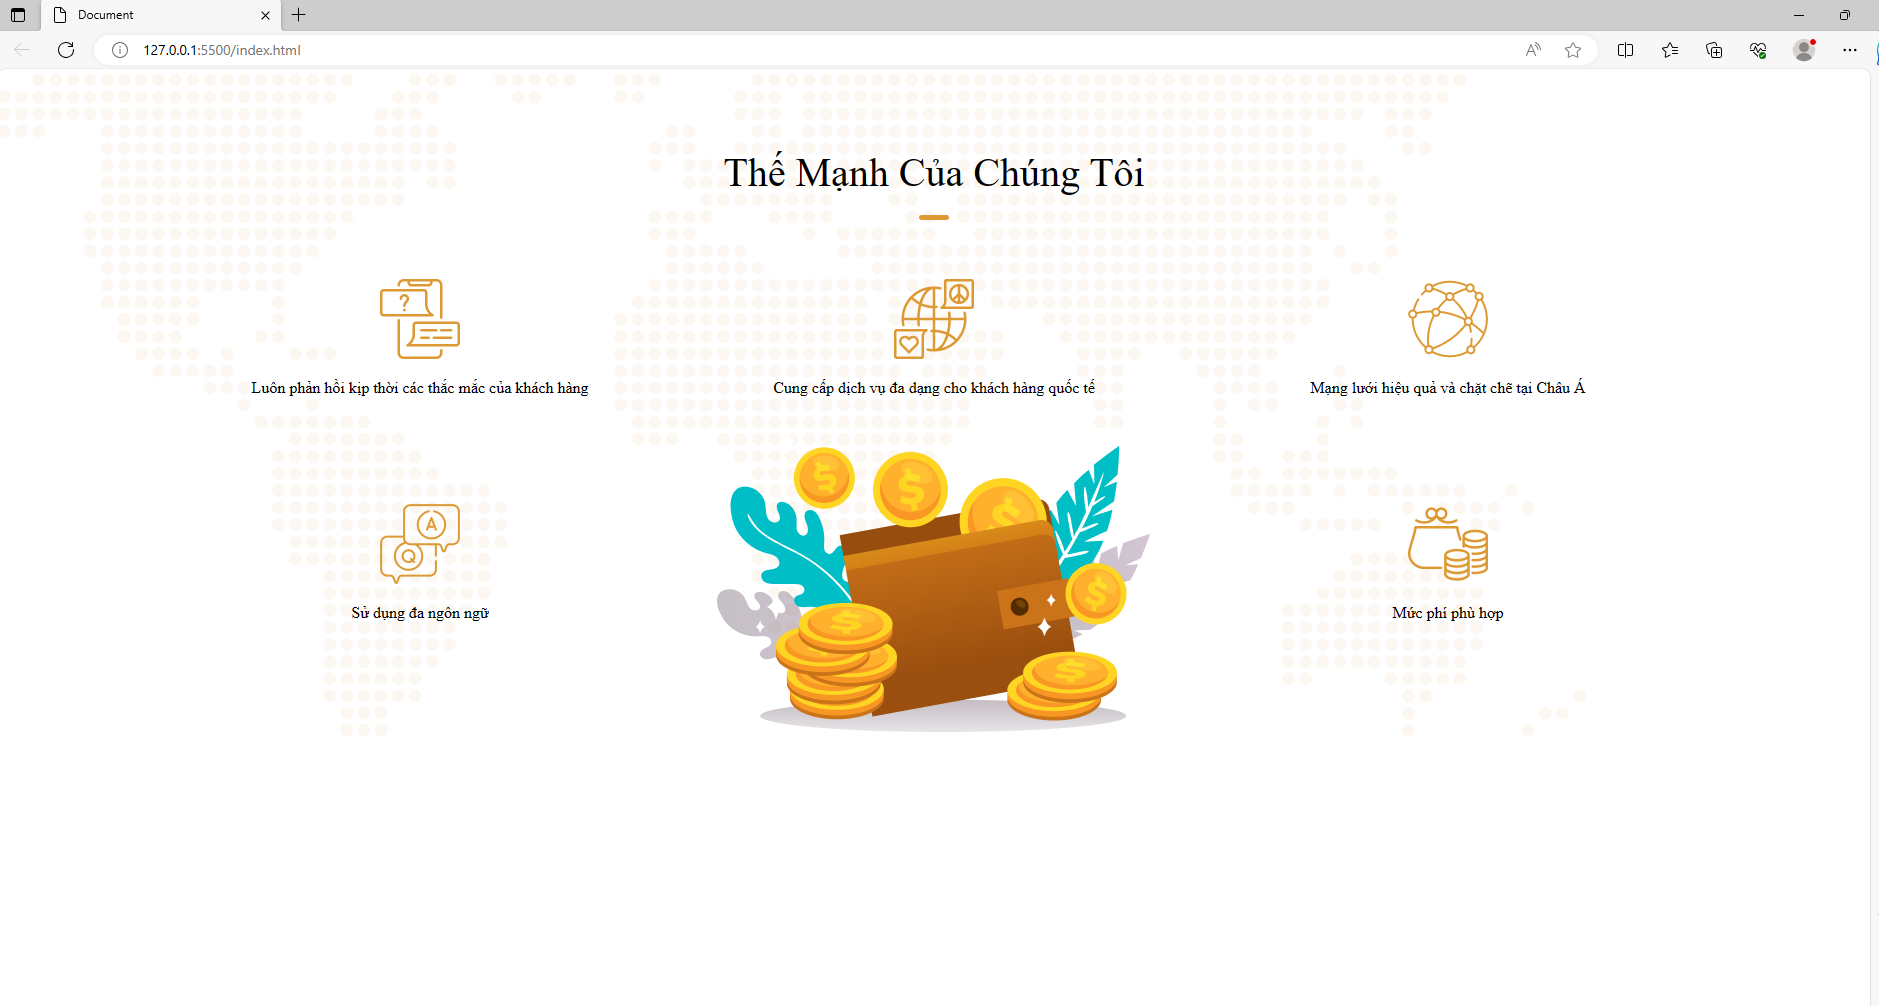 Document
127.0.0.1:5500/index.html
Thế Mạnh Của Chúng Tôi
?
Luôn phản hồi kịp thời các thắc mắc của khách hàng
Cung cấp dịch vụ đa dạng cho khách hàng quốc tế
Mạng lưới hiệu quả và chặt chẽ tại Châu Á
A
Q
Sử dụng đa ngôn ngữ
$ $ $
$
$
$
Mức phí phù hợp